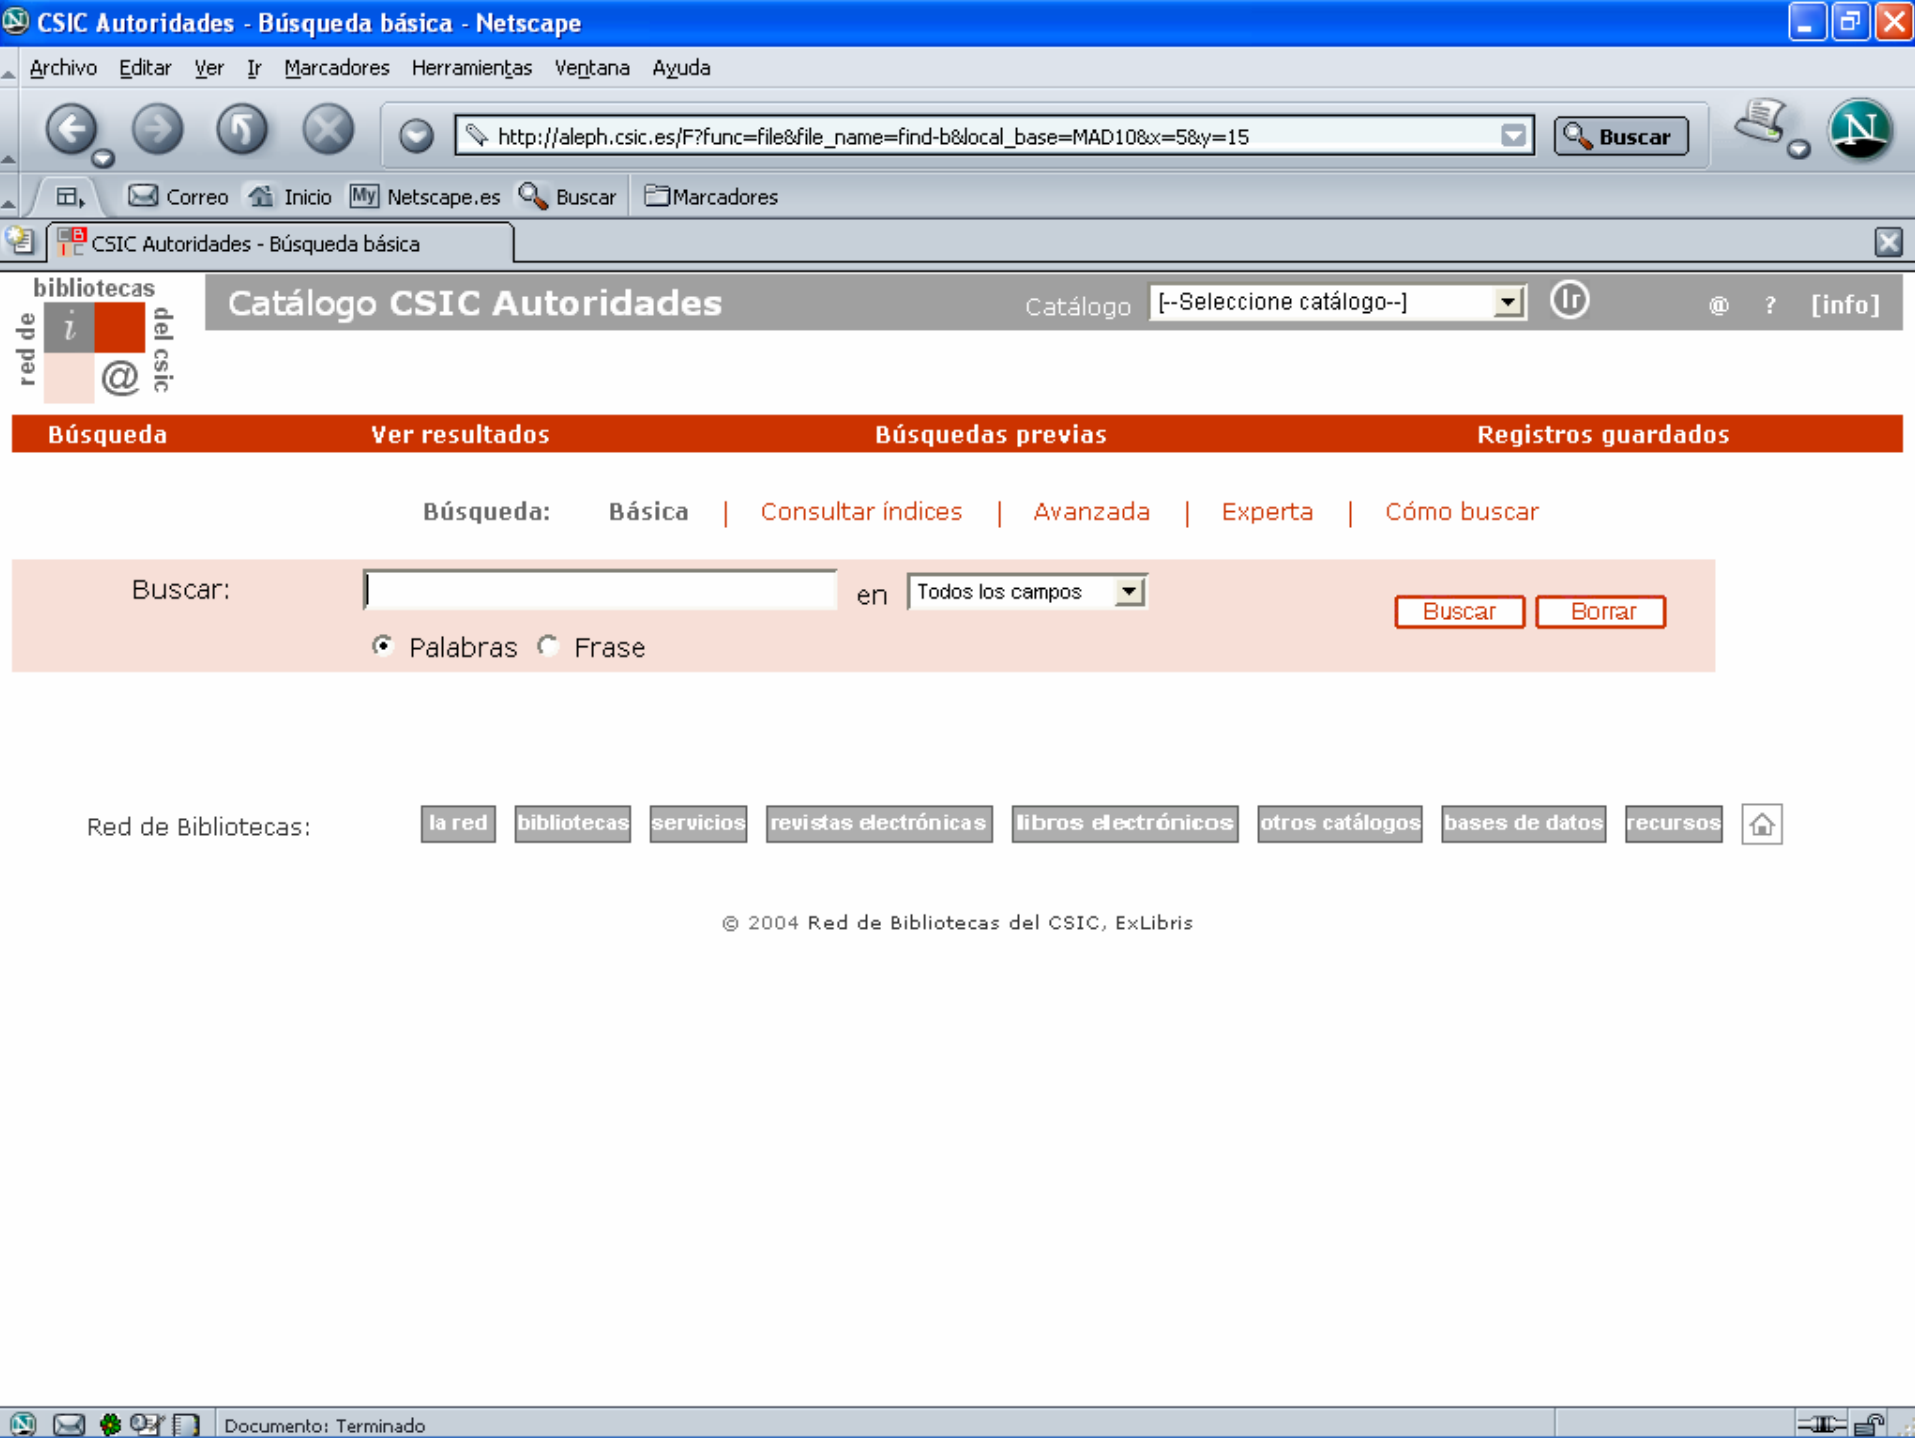 CSIC Autoridades - Búsqueda básica - Netscape
Archivo Editar Ver Ir Marcadores Herramientas Ventana Ayuda
http://aleph.csic.es/F?func=file&file_name=find-b&local_base=MAD10&x=5&y=15 Buscar N
Correo Inicio My Netscape.es Buscar Marcadores
CSIC Autoridades - Búsqueda básica
red de bibliotecas del csic
i
@
Catálogo CSIC Autoridades Catálogo [--Seleccione catálogo--] Ir @ ? [info]
Búsqueda Ver resultados Búsquedas previas Registros guardados
Búsqueda: Básica | Consultar índices | Avanzada | Experta | Cómo buscar
Buscar: en Todos los campos Buscar Borrar
Palabras Frase
Red de Bibliotecas: la red bibliotecas servicios revistas electrónicas libros electrónicos otros catálogos bases de datos recursos
© 2004 Red de Bibliotecas del CSIC, ExLibris
Documento: Terminado